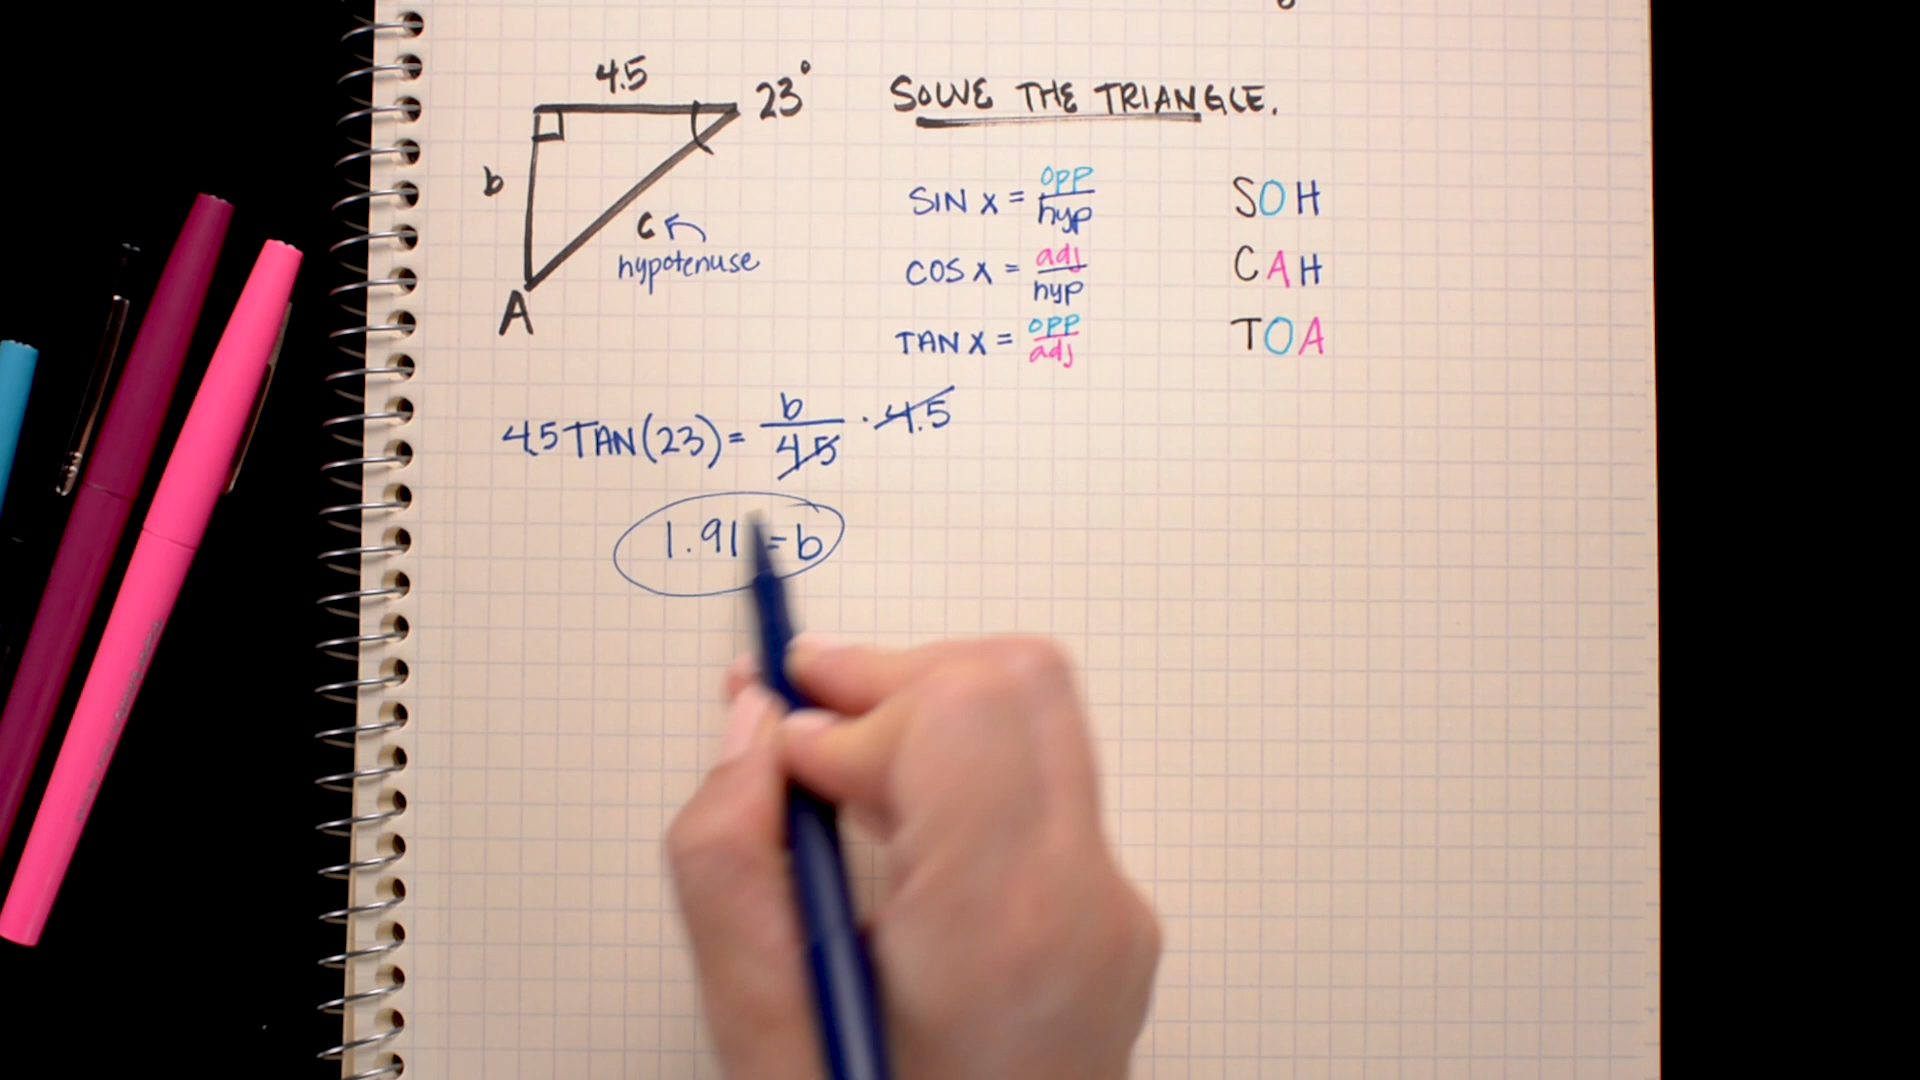 4.5
23°
SOLVE THE TRIANGLE.
b
c
hypotenuse
A
SIN x = opp/hyp
SOH
COS x = adj/hyp
CAH
TAN x = opp/adj
TOA
4.5 TAN(23) = b/4.5 · 4.5
1.91 = b